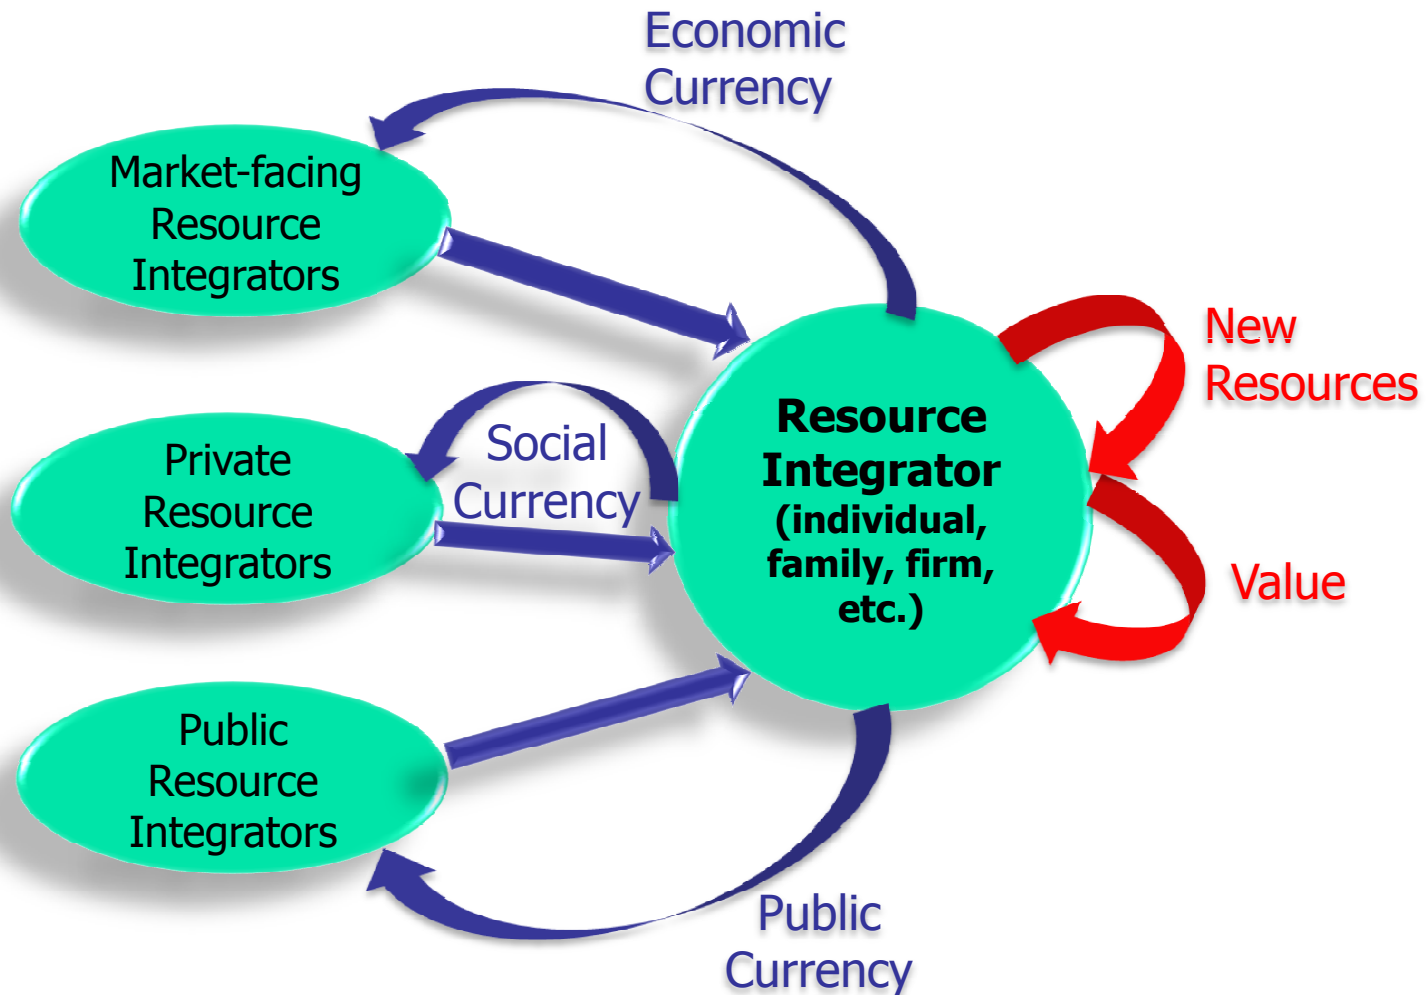 Economic
Currency
Market-facing
Resource
Integrators
New
Resources
Resource
Integrator
(individual,
family, firm,
etc.)
Social
Currency
Private
Resource
Integrators
Value
Public
Resource
Integrators
Public
Currency